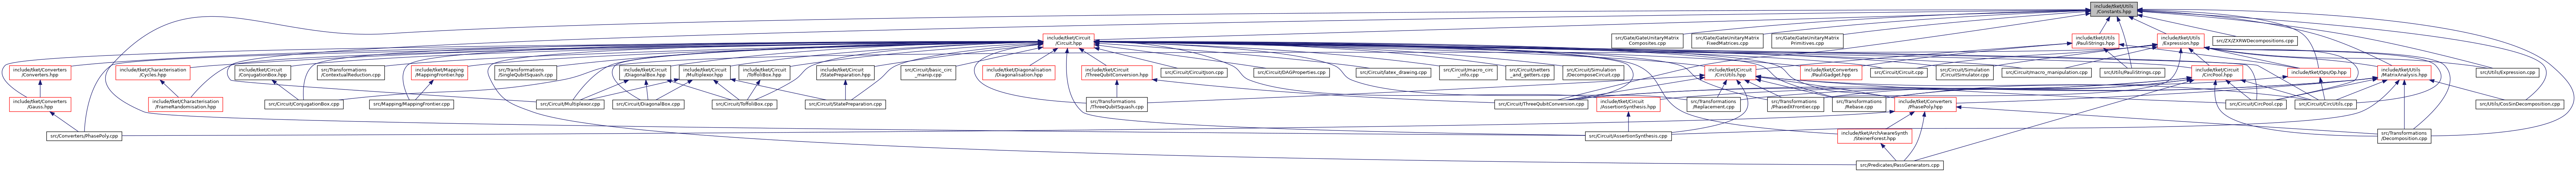 include/tket/Utils
/Constants.hpp
include/tket/Circuit
/Circuit.hpp
src/Gate/GateUnitaryMatrix
Composites.cpp
src/Gate/GateUnitaryMatrix
FixedMatrices.cpp
src/Gate/GateUnitaryMatrix
Primitives.cpp
include/tket/Utils
/PauliStrings.hpp
include/tket/Utils
/Expression.hpp
src/ZX/ZXRWDecompositions.cpp
include/tket/Converters
/Converters.hpp
include/tket/Characterisation
/Cycles.hpp
include/tket/Circuit
/ConjugationBox.hpp
src/Transformations
/ContextualReduction.cpp
include/tket/Mapping
/MappingFrontier.hpp
src/Transformations
/SingleQubitSquash.cpp
include/tket/Circuit
/DiagonalBox.hpp
include/tket/Circuit
/Multiplexor.hpp
include/tket/Circuit
/ToffoliBox.hpp
include/tket/Circuit
/StatePreparation.hpp
src/Circuit/basic_circ
_manip.cpp
include/tket/Diagonalisation
/Diagonalisation.hpp
include/tket/Circuit
/ThreeQubitConversion.hpp
src/Circuit/CircuitJson.cpp
src/Circuit/DAGProperties.cpp
src/Circuit/latex_drawing.cpp
src/Circuit/macro_circ
_info.cpp
src/Circuit/setters
_and_getters.cpp
src/Circuit/Simulation
/DecomposeCircuit.cpp
include/tket/Circuit
/CircUtils.hpp
include/tket/Converters
/PauliGadget.hpp
src/Circuit/Circuit.cpp
src/Circuit/Simulation
/CircuitSimulator.cpp
src/Circuit/macro_manipulation.cpp
src/Utils/PauliStrings.cpp
include/tket/Circuit
/CircPool.hpp
include/tket/Ops/Op.hpp
include/tket/Utils
/MatrixAnalysis.hpp
src/Utils/Expression.cpp
include/tket/Converters
/Gauss.hpp
include/tket/Characterisation
/FrameRandomisation.hpp
src/Circuit/ConjugationBox.cpp
src/Mapping/MappingFrontier.cpp
src/Circuit/Multiplexor.cpp
src/Circuit/DiagonalBox.cpp
src/Circuit/ToffoliBox.cpp
src/Circuit/StatePreparation.cpp
src/Transformations
/ThreeQubitSquash.cpp
src/Circuit/ThreeQubitConversion.cpp
include/tket/Circuit
/AssertionSynthesis.hpp
src/Transformations
/Replacement.cpp
src/Transformations
/PhasedXFrontier.cpp
src/Transformations
/Rebase.cpp
include/tket/Converters
/PhasePoly.hpp
src/Circuit/CircPool.cpp
src/Circuit/CircUtils.cpp
src/Utils/CosSinDecomposition.cpp
src/Converters/PhasePoly.cpp
src/Circuit/AssertionSynthesis.cpp
include/tket/ArchAwareSynth
/SteinerForest.hpp
src/Transformations
/Decomposition.cpp
src/Predicates/PassGenerators.cpp